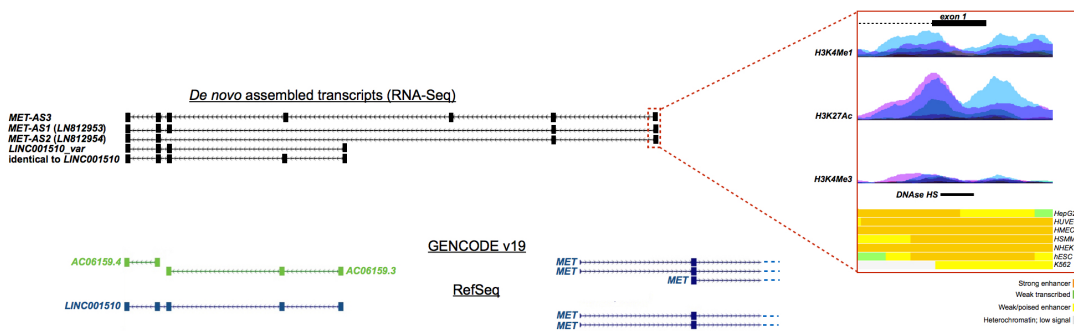 De novo assembled transcripts (RNA-Seq)
MET-AS3
MET-AS1 (LN812953)
MET-AS2 (LN812954)
LINC001510_var
identical to LINC001510
GENCODE v19
AC06159.4
AC06159.3
MET
MET
MET
RefSeq
LINC001510
MET
MET
exon 1
H3K4Me1
H3K27Ac
H3K4Me3
DNAse HS
HepG2
HUVE
HMEC
HSMM
NHEK
hESC
K562
Strong enhancer
Weak transcribed
Weak/poised enhancer
Heterochromatin; low signal